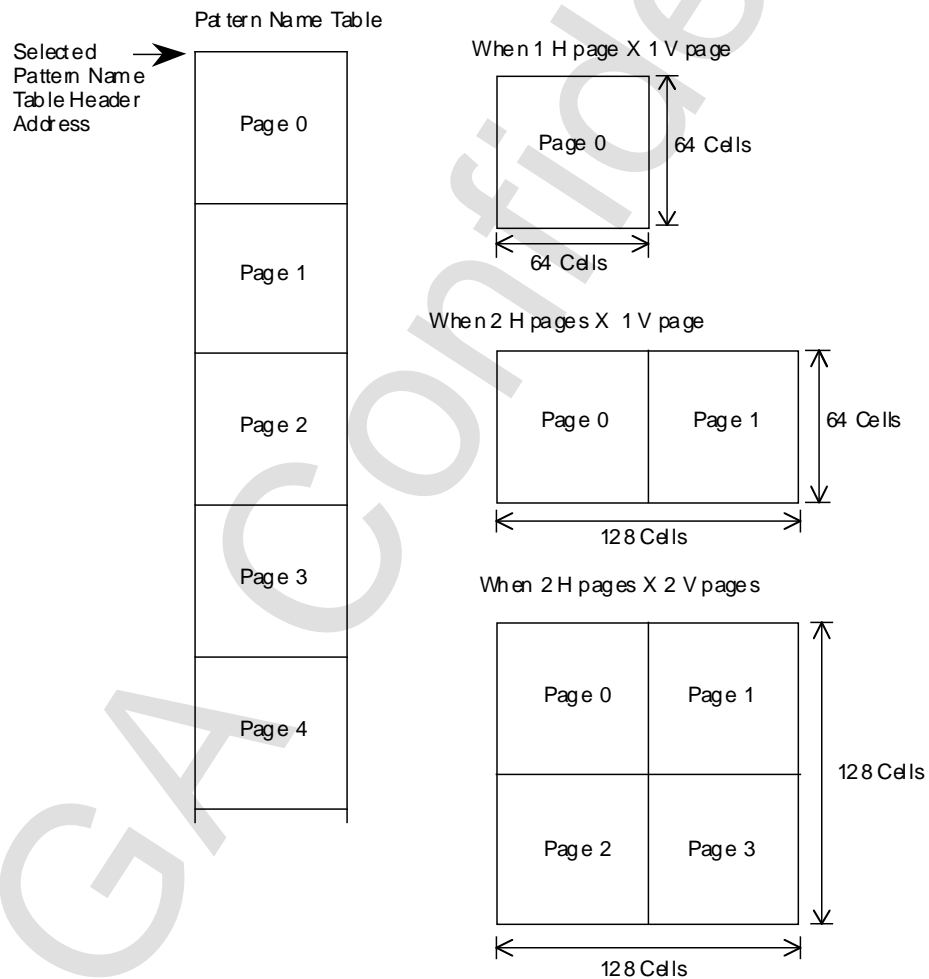 Pattern Name Table
Selected
Pattern Name
Table Header
Address
Page 0
Page 1
Page 2
Page 3
Page 4
When 1 H page X 1 V page
Page 0
64 Cells
64 Cells
When 2 H pages X 1 V page
Page 0 Page 1
64 Cells
128 Cells
When 2 H pages X 2 V pages
Page 0 Page 1
128 Cells
Page 2 Page 3
128 Cells
GA Confide